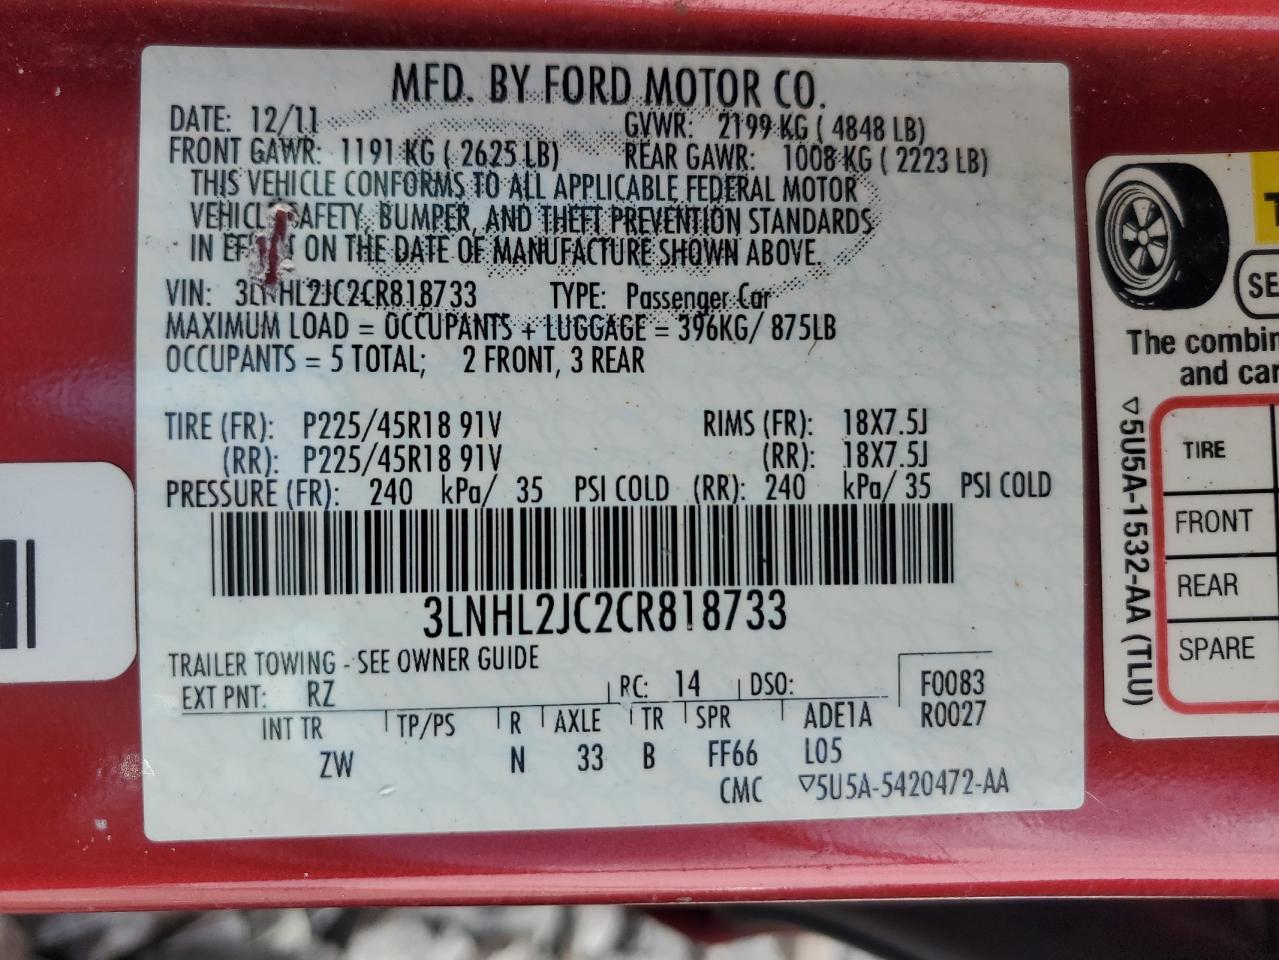 MFD. BY FORD MOTOR CO.
DATE: 12/11 GVWR: 2199 KG ( 4848 LB)
FRONT GAWR: 1191 KG ( 2625 LB) REAR GAWR: 1008 KG ( 2223 LB)
THIS VEHICLE CONFORMS TO ALL APPLICABLE FEDERAL MOTOR
VEHICLE SAFETY, BUMPER, AND THEFT PREVENTION STANDARDS
IN EFFECT ON THE DATE OF MANUFACTURE SHOWN ABOVE.
VIN: 3LNHL2JC2CR818733 TYPE: Passenger Car
MAXIMUM LOAD = OCCUPANTS + LUGGAGE = 396KG/ 875LB
OCCUPANTS = 5 TOTAL; 2 FRONT, 3 REAR
TIRE (FR): P225/45R18 91V RIMS (FR): 18X7.5J
(RR): P225/45R18 91V (RR): 18X7.5J
PRESSURE (FR): 240 kPa/ 35 PSI COLD (RR): 240 kPa/ 35 PSI COLD
3LNHL2JC2CR818733
TRAILER TOWING - SEE OWNER GUIDE
EXT PNT: RZ RC: 14 DSO: F0083
INT TR TP/PS R AXLE TR SPR ADE1A R0027
ZW N 33 B FF66 L05
CMC ▽5U5A-5420472-AA
SE
The combin
and car
▽5U5A-1532-AA (TLU)
TIRE
FRONT
REAR
SPARE